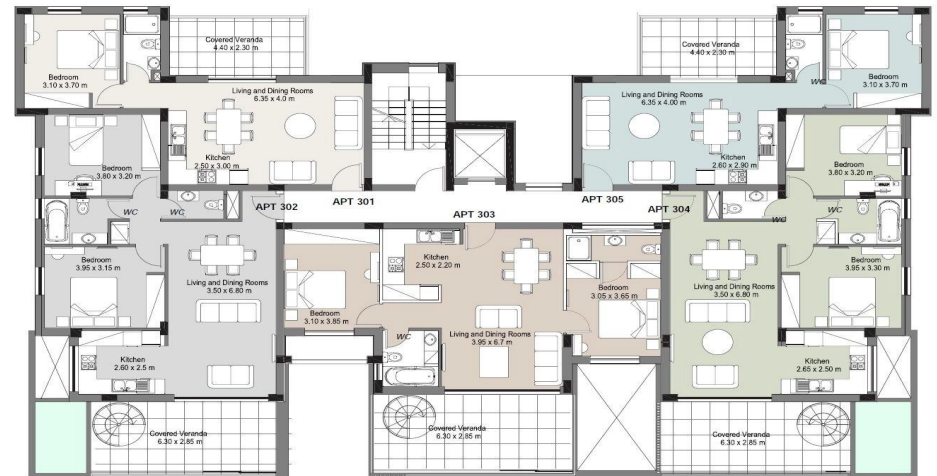 Covered Veranda
4.40 x 2.30 m
Covered Veranda
4.40 x 2.30 m
Bedroom
3.10 x 3.70 m
Living and Dining Rooms
6.35 x 4.0 m
Kitchen
2.50 x 3.00 m
Living and Dining Rooms
6.35 x 4.00 m
Kitchen
2.60 x 2.90 m
WC
Bedroom
3.10 x 3.70 m
Bedroom
3.80 x 3.20 m
Bedroom
3.80 x 3.20 m
WC
WC
APT 302
APT 301
APT 303
APT 305
APT 304
WC
WC
Bedroom
3.95 x 3.15 m
Living and Dining Rooms
3.50 x 6.80 m
Kitchen
2.50 x 2.20 m
Bedroom
3.10 x 3.85 m
Bedroom
3.05 x 3.65 m
Living and Dining Rooms
3.50 x 6.80 m
Bedroom
3.95 x 3.30 m
WC
Living and Dining Rooms
3.95 x 6.7 m
Kitchen
2.60 x 2.5 m
Kitchen
2.65 x 2.50 m
Covered Veranda
6.30 x 2.85 m
Covered Veranda
6.30 x 2.85 m
Covered Veranda
6.30 x 2.85 m